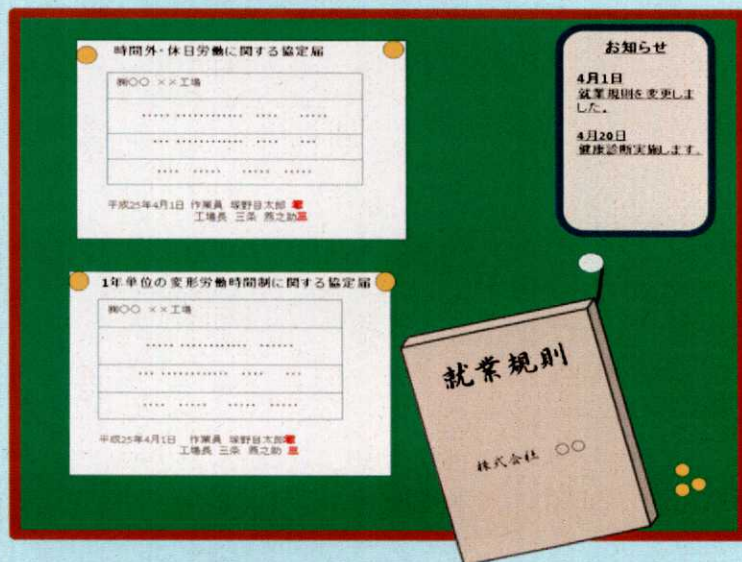 時間外・休日労働に関する協定届
㈱〇〇 ××工場
平成25年4月1日 作業員 塚野目太郎
工場長 三条 燕之助
1年単位の変形労働時間制に関する協定届
㈱〇〇 ××工場
平成25年4月1日 作業員 塚野目太郎
工場長 三条 燕之助
お知らせ
4月1日
就業規則を変更しま
した。
4月20日
健康診断実施します。
就業規則
株式会社 〇〇